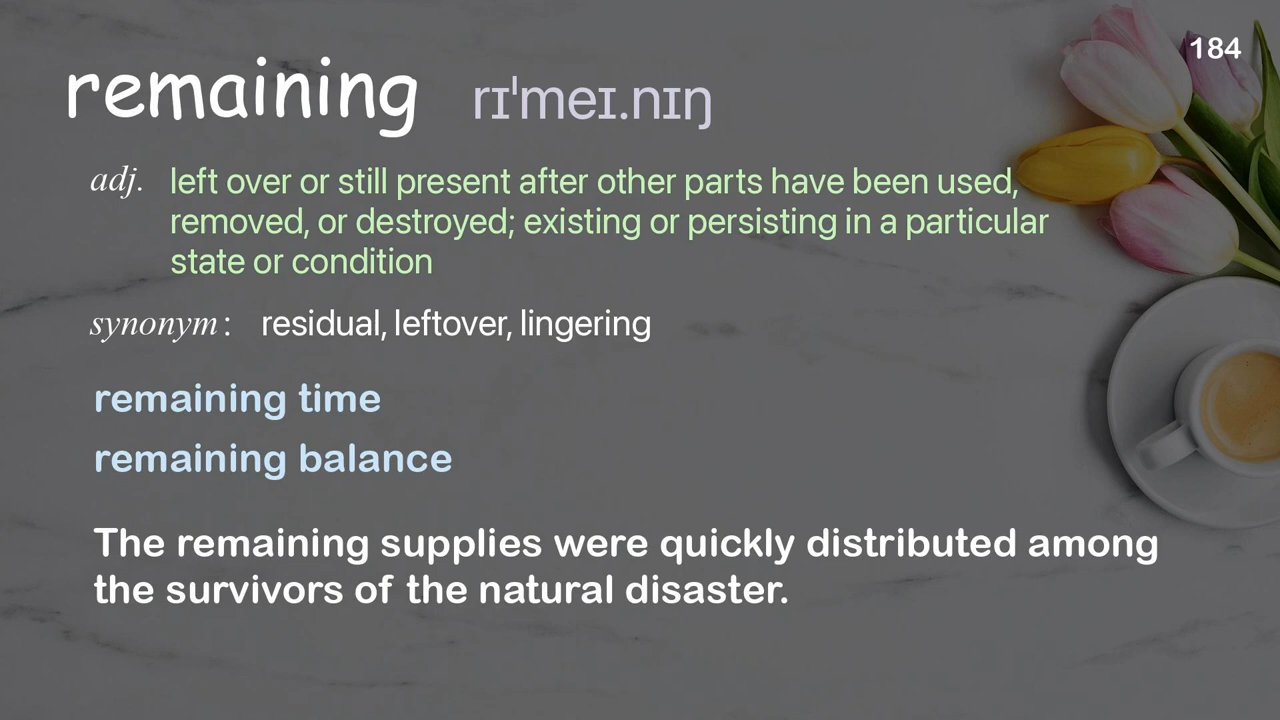 184
remaining rɪˈmeɪ.nɪŋ
adj. left over or still present after other parts have been used,
removed, or destroyed; existing or persisting in a particular
state or condition
synonym : residual, leftover, lingering
remaining time
remaining balance
The remaining supplies were quickly distributed among
the survivors of the natural disaster.